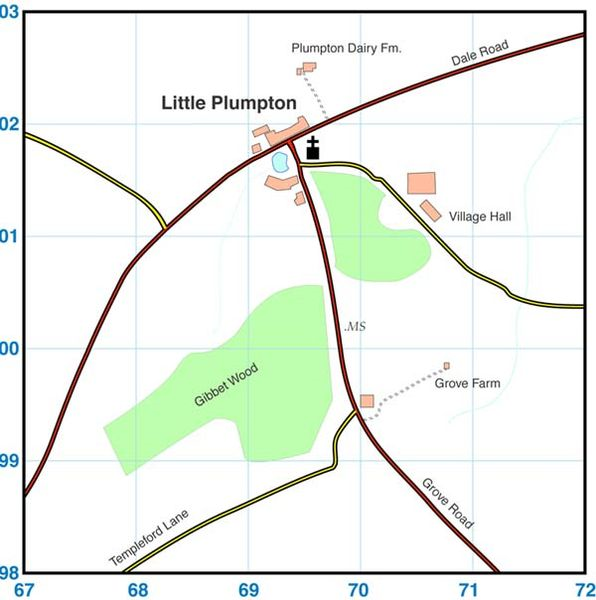 03
Plumpton Dairy Fm.
Dale Road
Little Plumpton
02
Village Hall
01
.MS
00
Gibbet Wood
Grove Farm
99
Grove Road
Templeford Lane
98
67 68 69 70 71 72